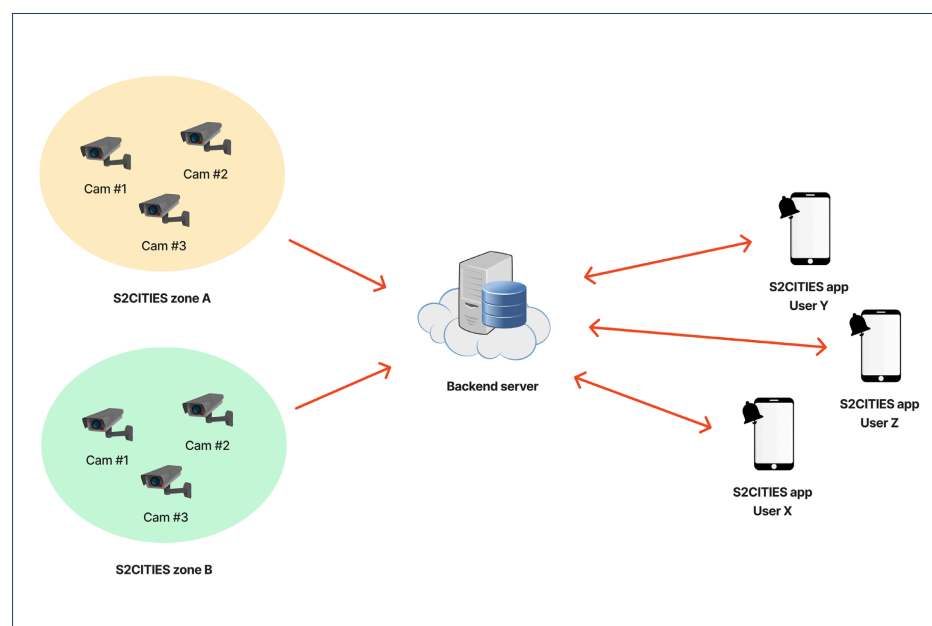 Cam #1
Cam #2
Cam #3
S2CITIES zone A
Cam #1
Cam #2
Cam #3
S2CITIES zone B
Backend server
S2CITIES app
User Y
S2CITIES app
User Z
S2CITIES app
User X